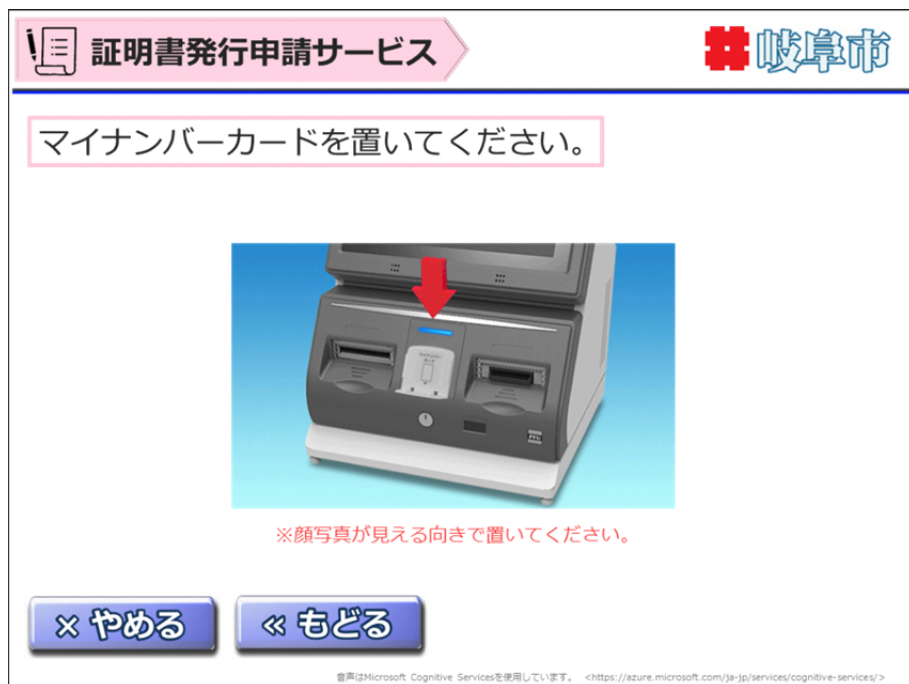 証明書発行申請サービス
岐阜市
マイナンバーカードを置いてください。
※顔写真が見える向きで置いてください。
× やめる
« もどる
音声はMicrosoft Cognitive Servicesを使用しています。 <https://azure.microsoft.com/ja-jp/services/cognitive-services/>